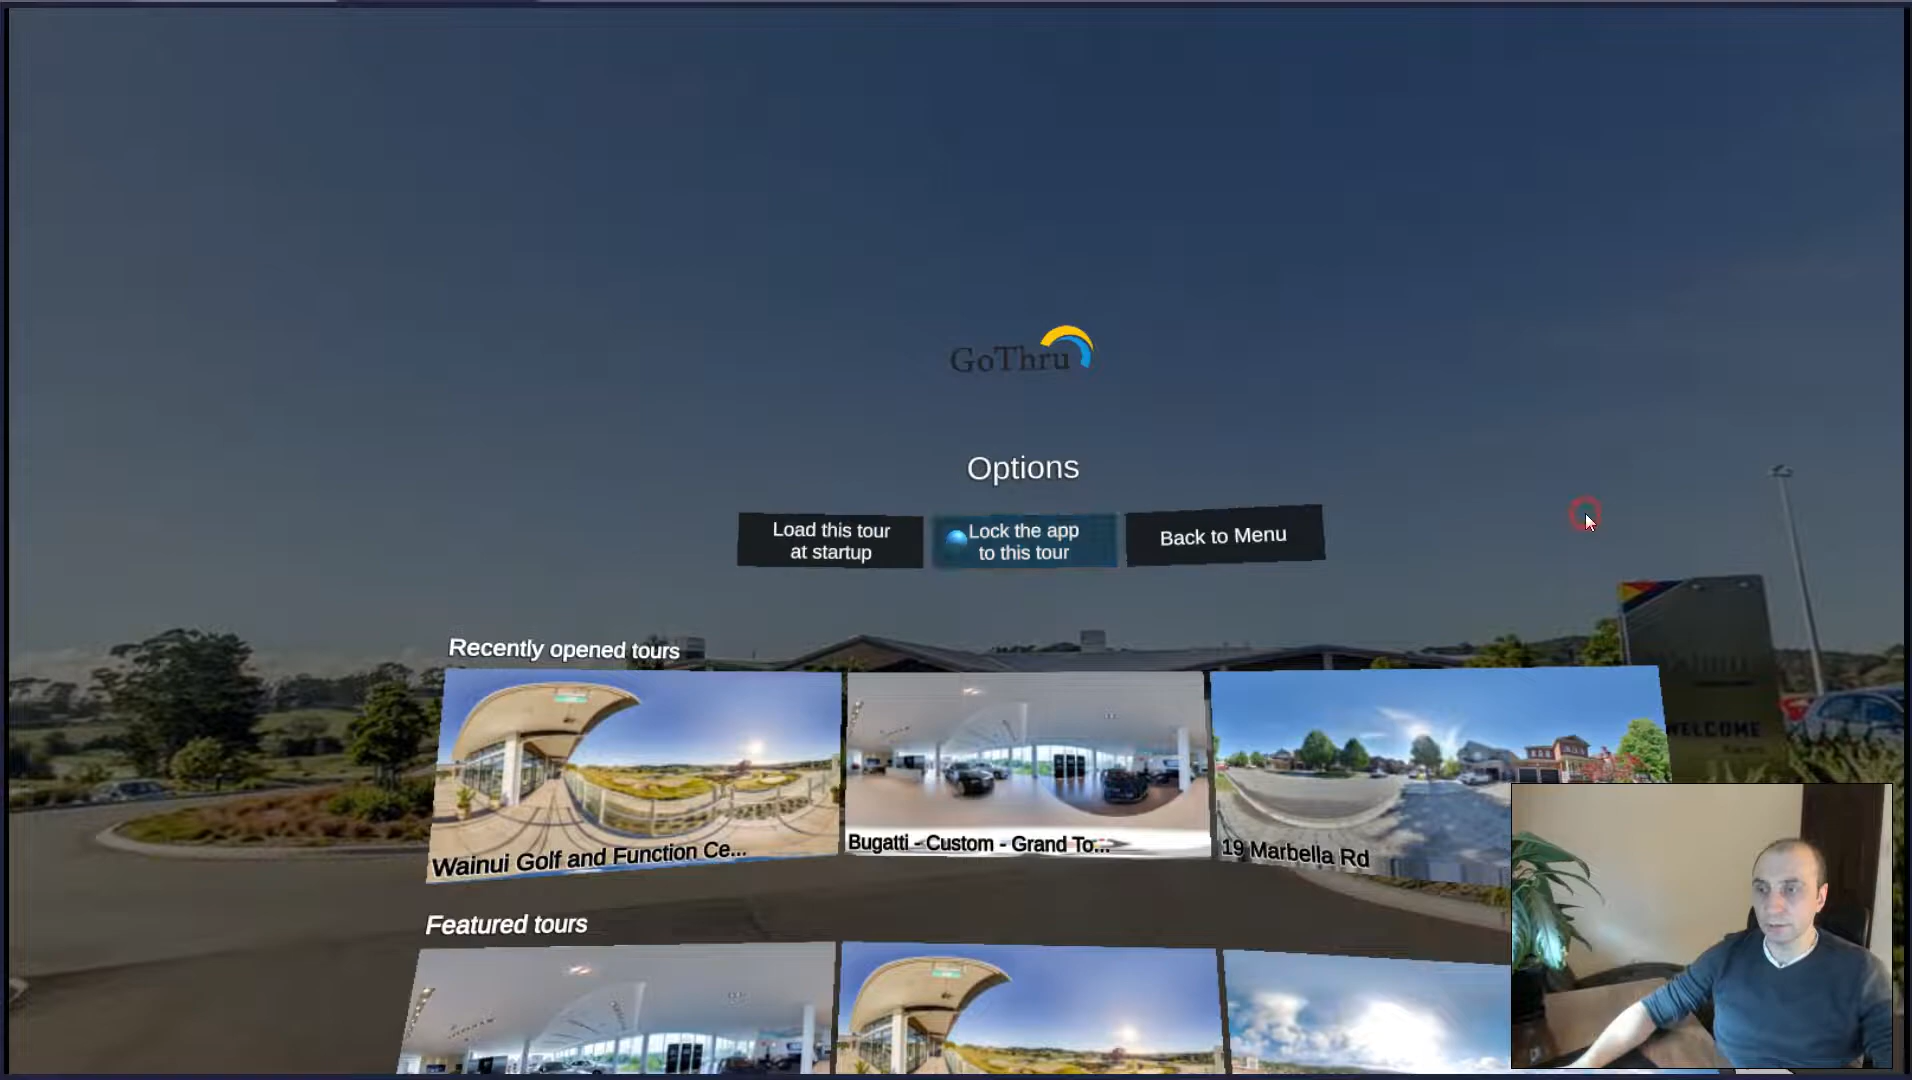 GoThru
Options
Load this tour
at startup
Lock the app
to this tour
Back to Menu
Recently opened tours
WELCOME
Wainui Golf and Function Ce...
Bugatti - Custom - Grand To...
19 Marbella Rd
Featured tours